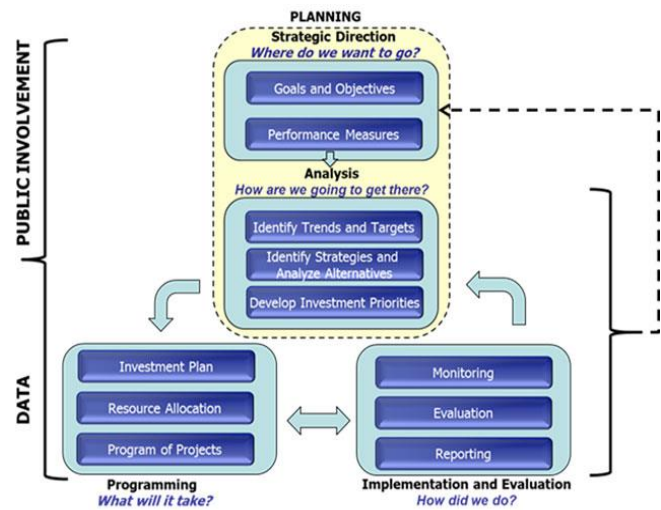 PLANNING
Strategic Direction
Where do we want to go?
Goals and Objectives
Performance Measures
Analysis
How are we going to get there?
Identify Trends and Targets
Identify Strategies and
Analyze Alternatives
Develop Investment Priorities
PUBLIC INVOLVEMENT
DATA
Investment Plan
Resource Allocation
Program of Projects
Programming
What will it take?
Monitoring
Evaluation
Reporting
Implementation and Evaluation
How did we do?